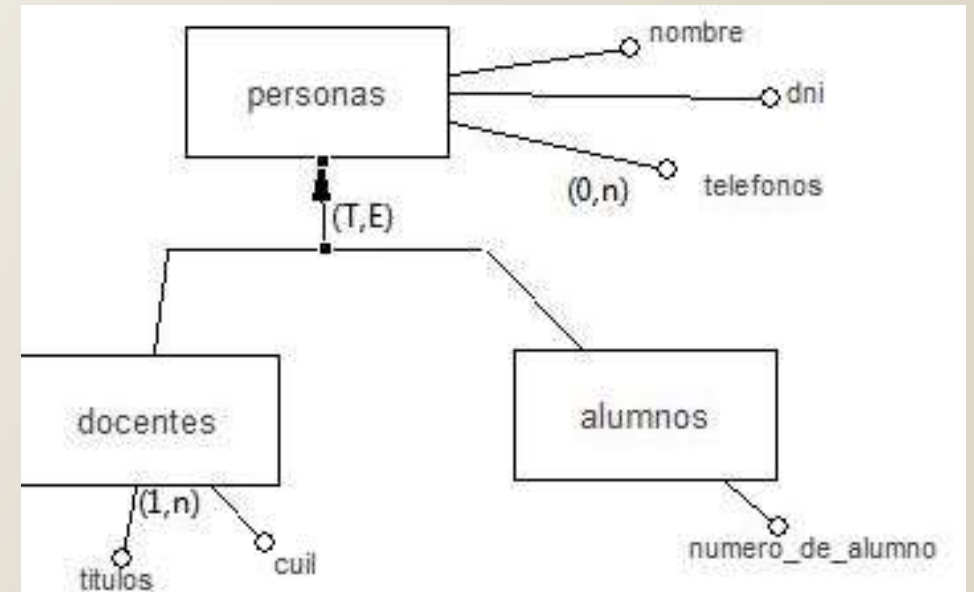 nombre
personas
dni
(0,n)
telefonos
(T,E)
docentes
alumnos
(1,n)
titulos
cuil
numero_de_alumno